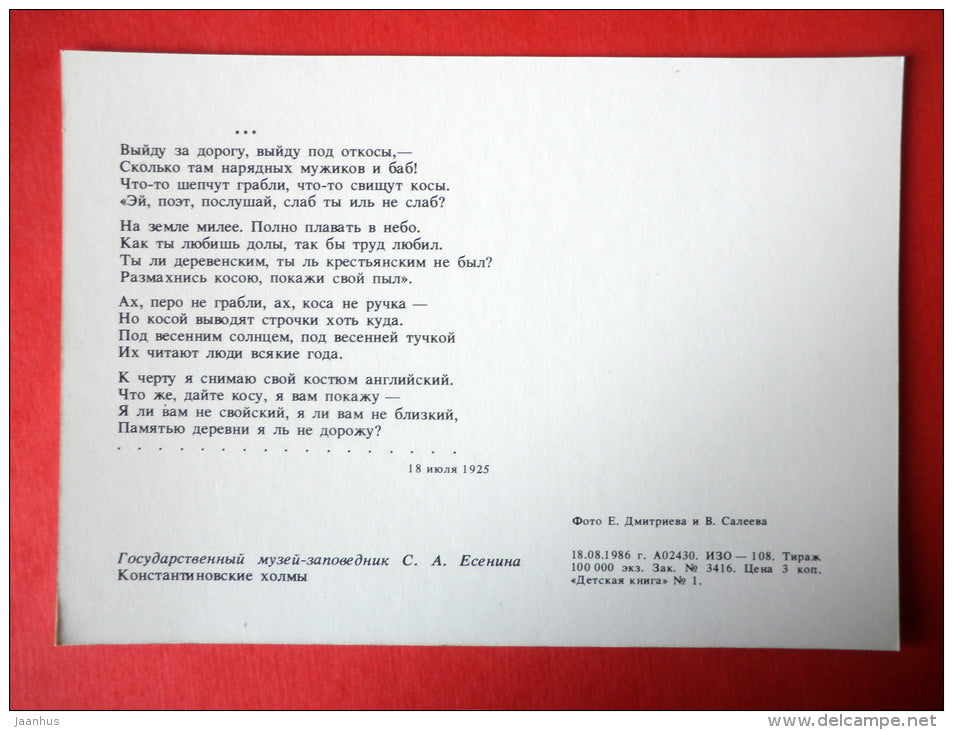 • • •
Выйду за дорогу, выйду под откосы,—
Сколько там нарядных мужиков и баб!
Что-то шепчут грабли, что-то свищут косы.
«Эй, поэт, послушай, слаб ты иль не слаб?
На земле милее. Полно плавать в небо.
Как ты любишь долы, так бы труд любил.
Ты ли деревенским, ты ль крестьянским не был?
Размахнись косою, покажи свой пыл».
Ах, перо не грабли, ах, коса не ручка —
Но косой выводят строчки хоть куда.
Под весенним солнцем, под весенней тучкой
Их читают люди всякие года.
К черту я снимаю свой костюм английский.
Что же, дайте косу, я вам покажу —
Я ли вам не свойский, я ли вам не близкий,
Памятью деревни я ль не дорожу?
. . . . . . . . . . . . . . . . .
18 июля 1925
Государственный музей-заповедник С. А. Есенина
Константиновские холмы
Фото Е. Дмитриева и В. Салеева
18.08.1986 г. А02430. ИЗО — 108. Тираж
100 000 экз. Зак. № 3416. Цена 3 коп.
«Детская книга» № 1.
Jaanhus
www.delcampe.net